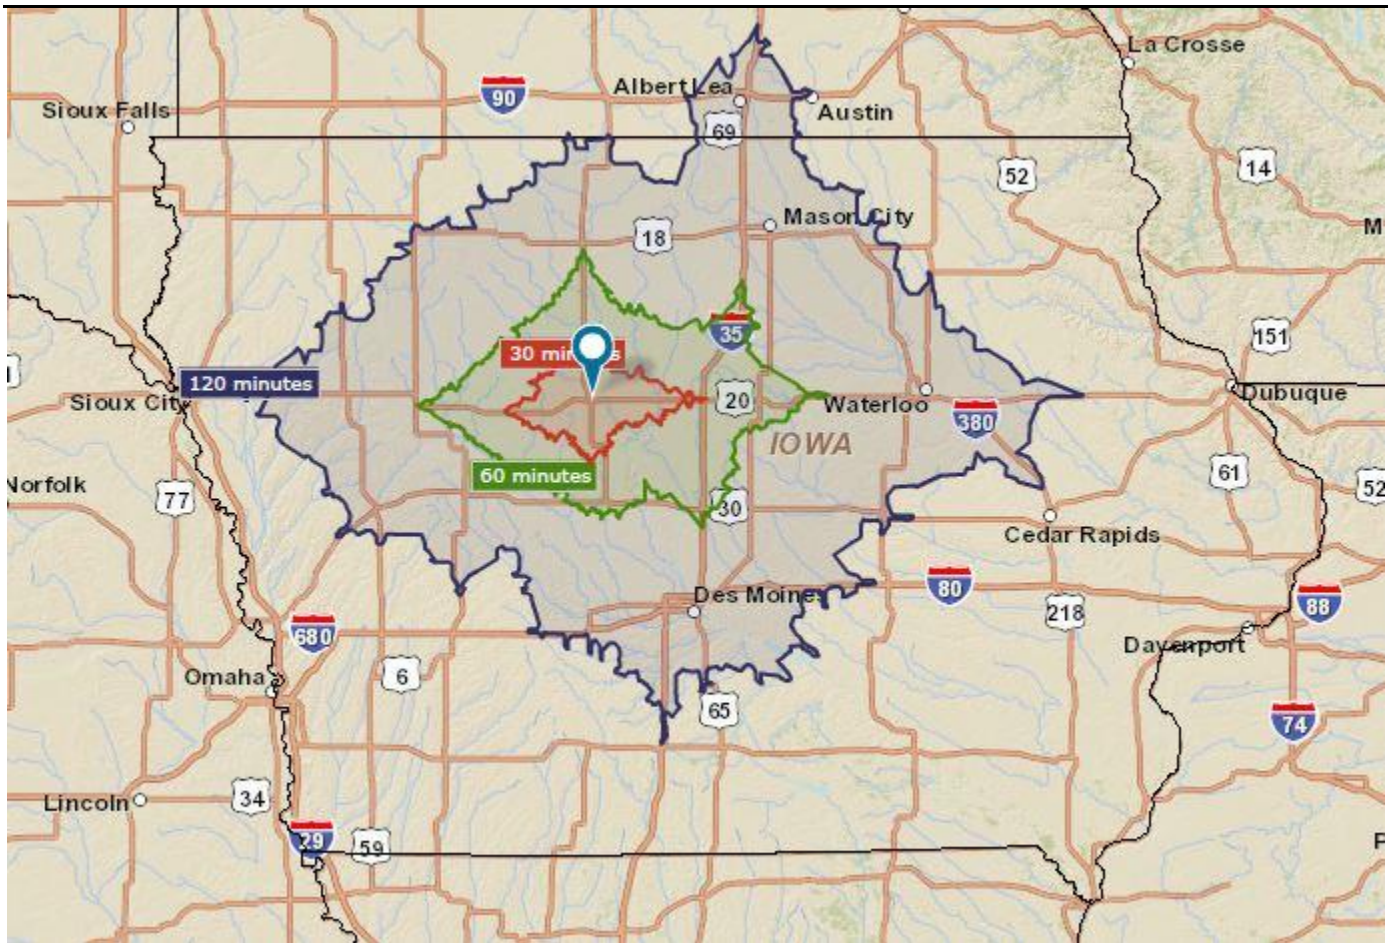 La Crosse
Albert Lea
90
Sioux Falls
Austin
69
52
14
Mason City
18
M
35
30 minutes
151
1
120 minutes
Sioux City
20
Waterloo
Dubuque
380
IOWA
60 minutes
61
Norfolk
77
52
30
Cedar Rapids
80
Des Moines
88
218
680
Davenport
Omaha
6
65
74
34
Lincoln
29
59
P